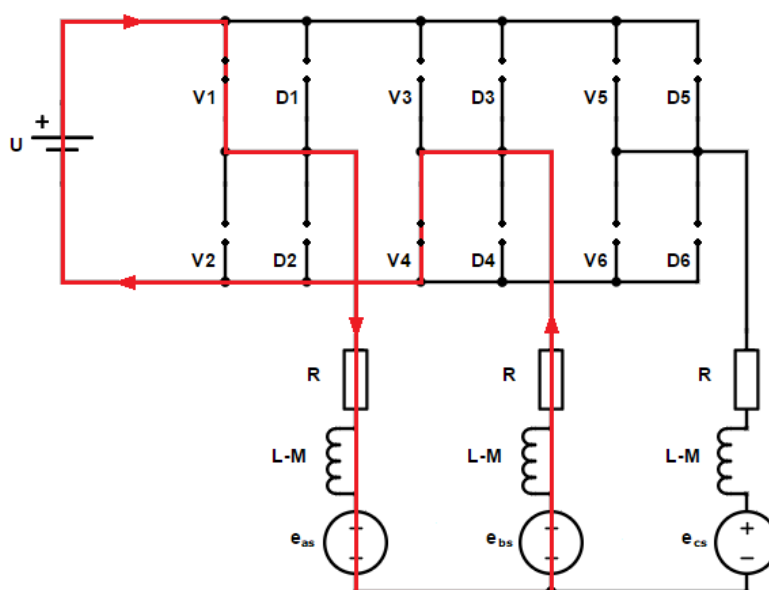 V1 D1 V3 D3 V5 D5
+
U
V2 D2 V4 D4 V6 D6
R R R
L-M L-M L-M
eas + − ebs + − ecs + −